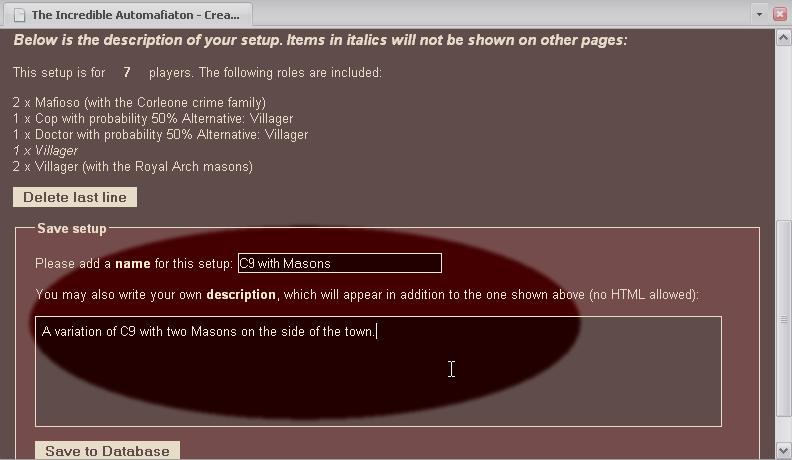 The Incredible Automafiaton - Crea...
Below is the description of your setup. Items in italics will not be shown on other pages:
This setup is for 7 players. The following roles are included:
2 x Mafioso (with the Corleone crime family)
1 x Cop with probability 50% Alternative: Villager
1 x Doctor with probability 50% Alternative: Villager
1 x Villager
2 x Villager (with the Royal Arch masons)
Delete last line
Save setup
Please add a name for this setup: C9 with Masons
You may also write your own description, which will appear in addition to the one shown above (no HTML allowed):
A variation of C9 with two Masons on the side of the town.
Save to Database